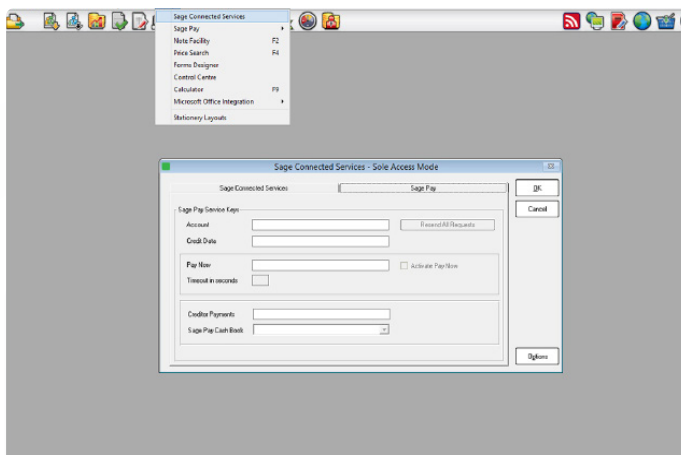 Sage Connected Services
Sage Pay
Note Facility F2
Price Search F4
Forms Designer
Control Centre
Calculator F9
Microsoft Office Integration
Stationery Layouts
Sage Connected Services - Sole Access Mode
Sage Connected Services Sage Pay
OK
Cancel
Sage Pay Service Keys
Account Resend All Requests
Credit Data
Pay Now Activate Pay Now
Timeout in seconds
Creditor Payments
Sage Pay Cash Book
Options